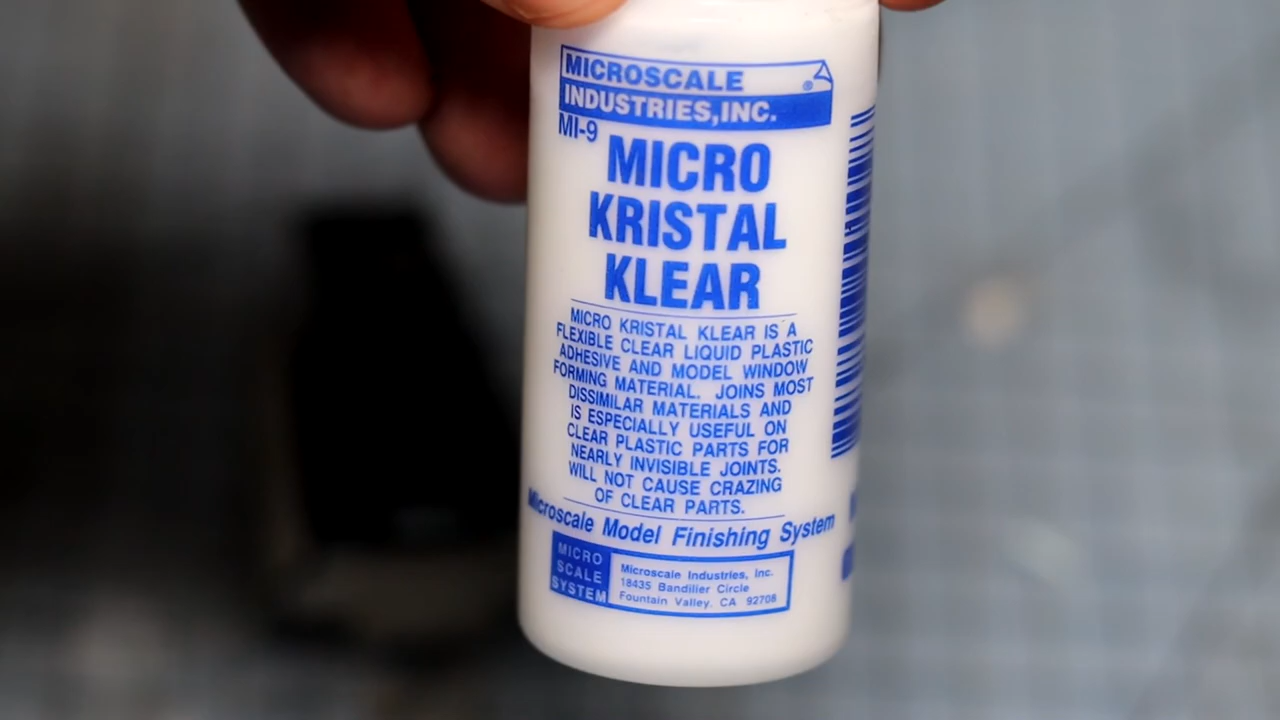 MICROSCALE ®
INDUSTRIES,INC.
MI-9
MICRO
KRISTAL
KLEAR
MICRO KRISTAL KLEAR IS A
FLEXIBLE CLEAR LIQUID PLASTIC
ADHESIVE AND MODEL WINDOW
FORMING MATERIAL. JOINS MOST
DISSIMILAR MATERIALS AND
IS ESPECIALLY USEFUL ON
CLEAR PLASTIC PARTS FOR
NEARLY INVISIBLE JOINTS.
WILL NOT CAUSE CRAZING
OF CLEAR PARTS.
Microscale Model Finishing System
MICRO
SCALE
SYSTEM
Microscale Industries, Inc.
18435 Bandilier Circle
Fountain Valley, CA 92708